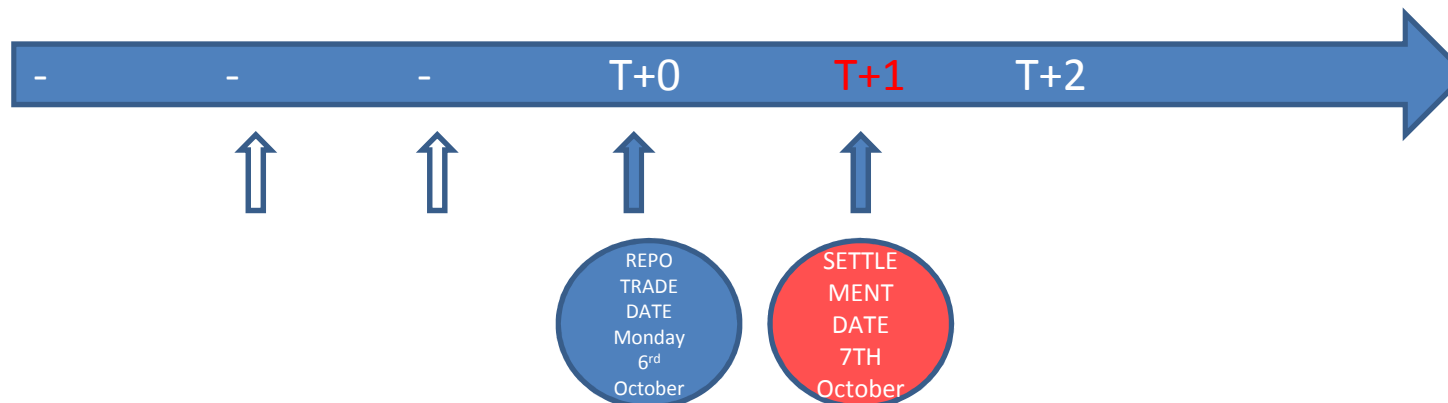 - - - T+0 T+1 T+2
REPO
TRADE
DATE
Monday
6rd
October
SETTLE
MENT
DATE
7TH
October